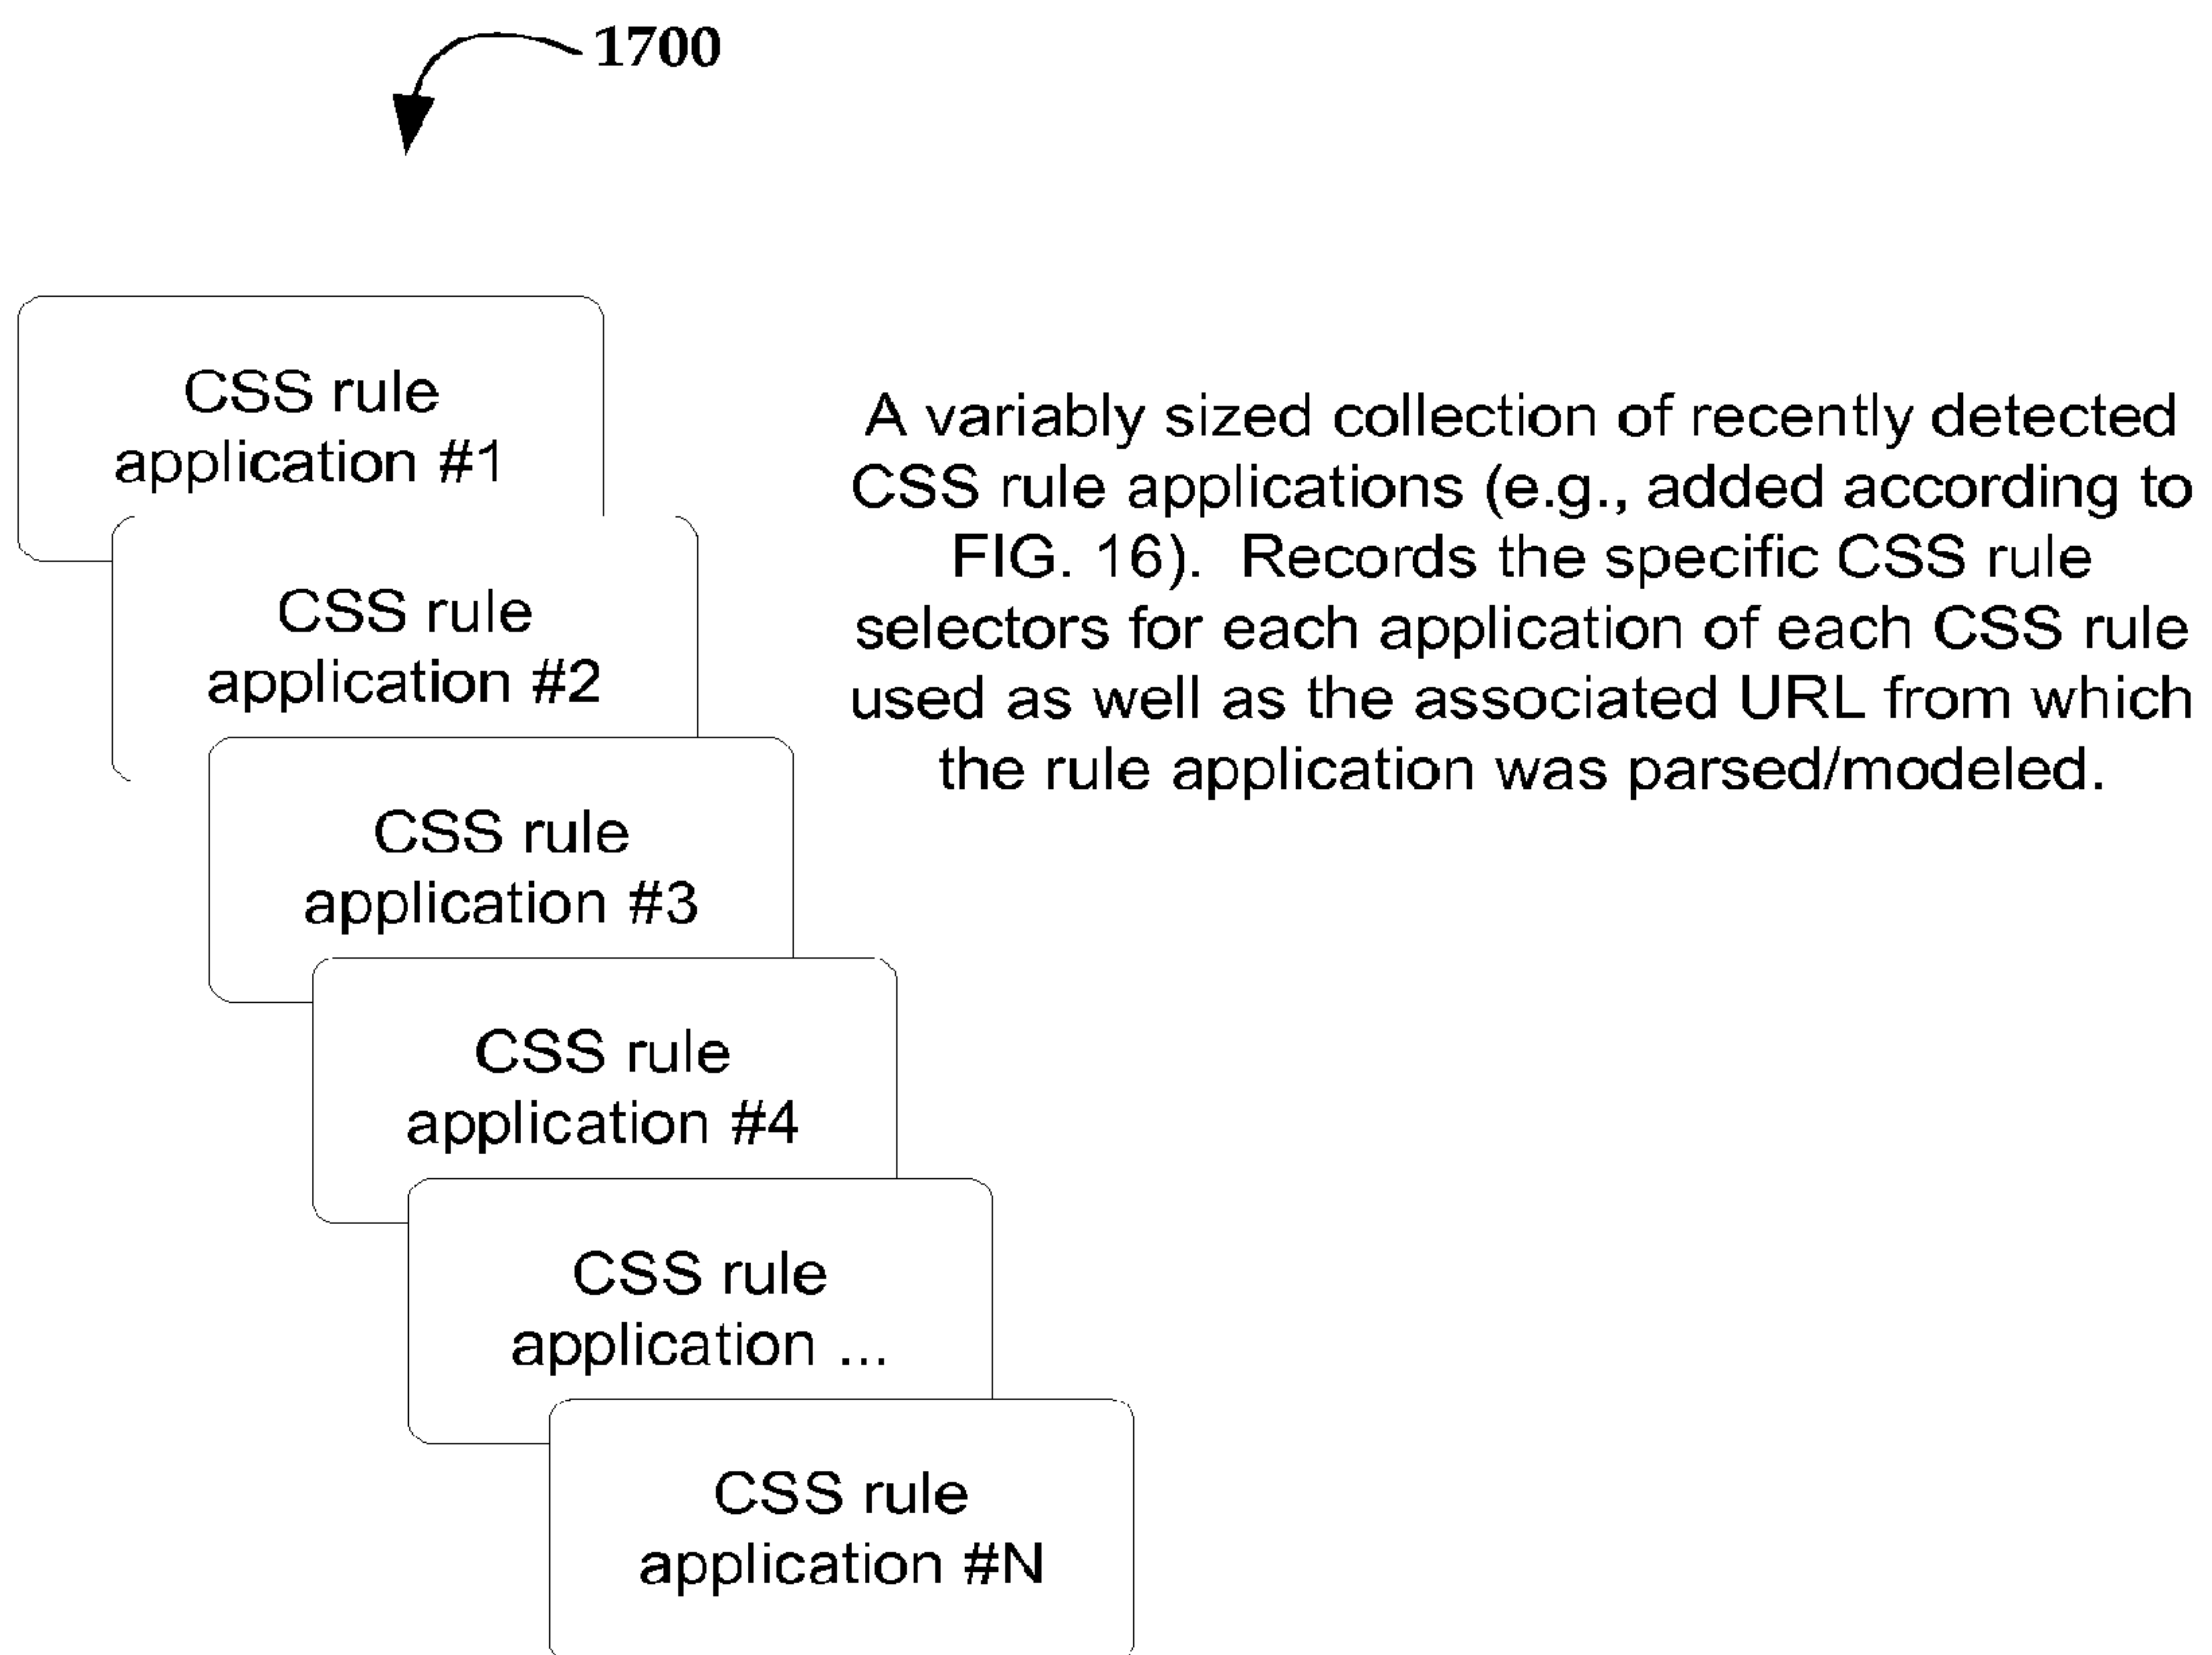 1700
CSS rule
application #1
A variably sized collection of recently detected
CSS rule applications (e.g., added according to
FIG. 16).  Records the specific CSS rule
selectors for each application of each CSS rule
used as well as the associated URL from which
the rule application was parsed/modeled.
CSS rule
application #2
CSS rule
application #3
CSS rule
application #4
CSS rule
application ...
CSS rule
application #N